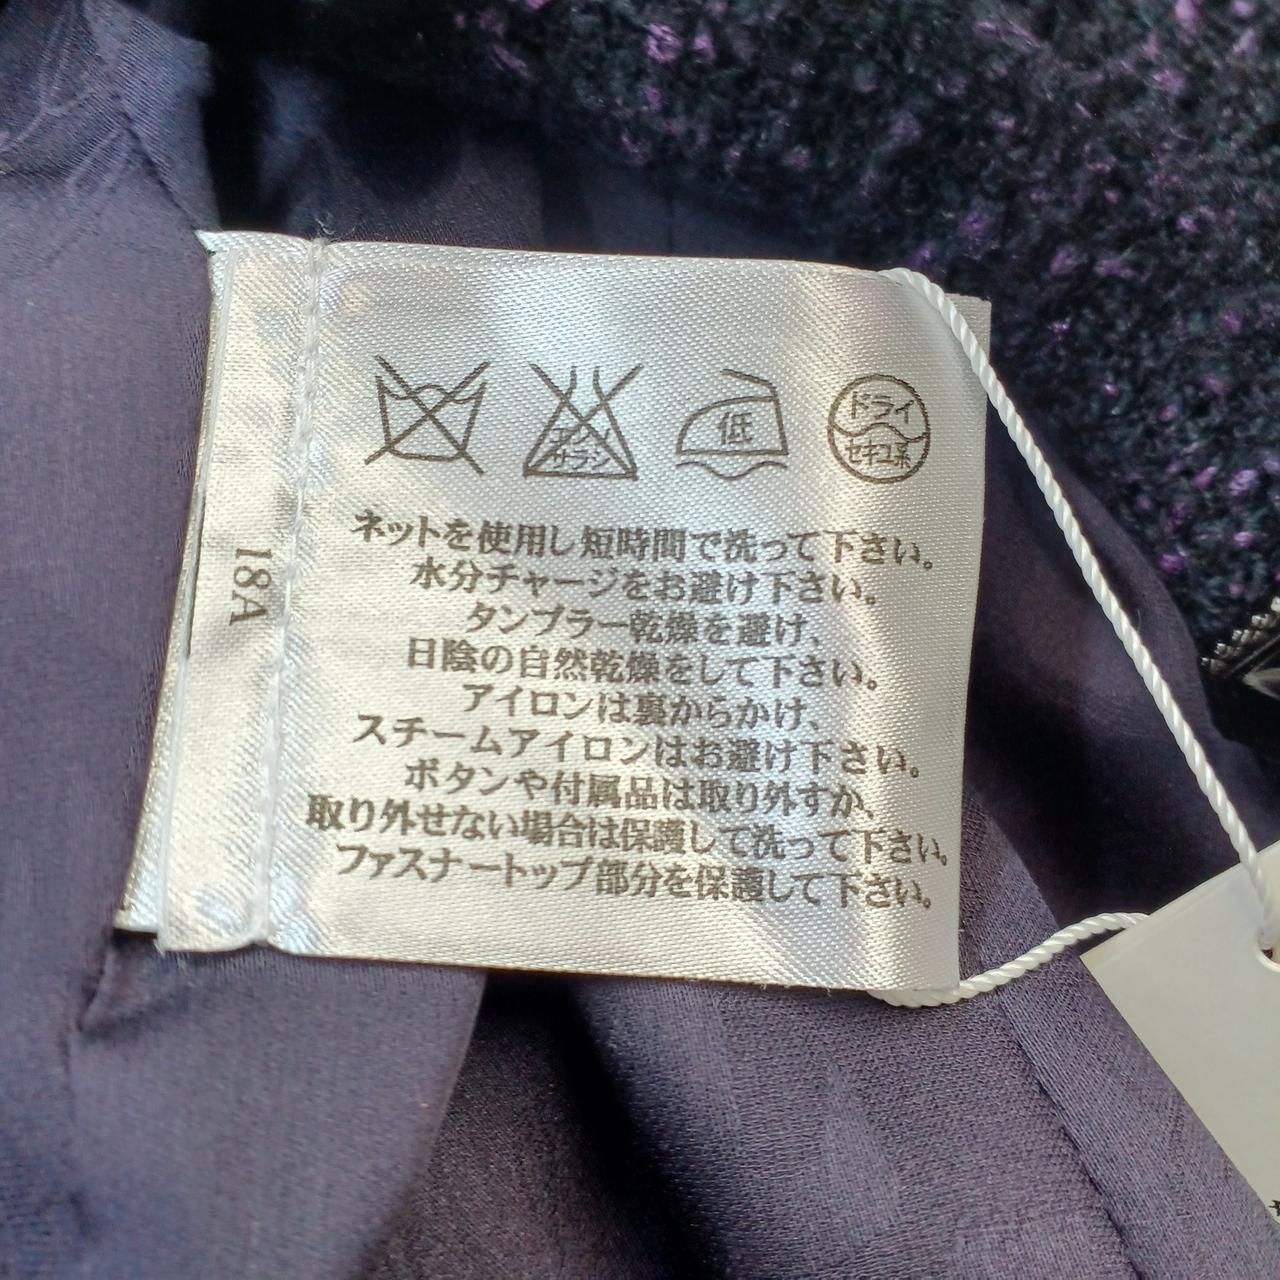 サラシ
低
ドライ
セキユ系
ネットを使用し短時間で洗って下さい。
水分チャージをお避け下さい。
タンブラー乾燥を避け、
日陰の自然乾燥をして下さい。
アイロンは裏からかけ、
スチームアイロンはお避け下さい。
ボタンや付属品は取り外すか、
取り外せない場合は保護して洗って下さい。
ファスナートップ部分を保護して下さい。
18A